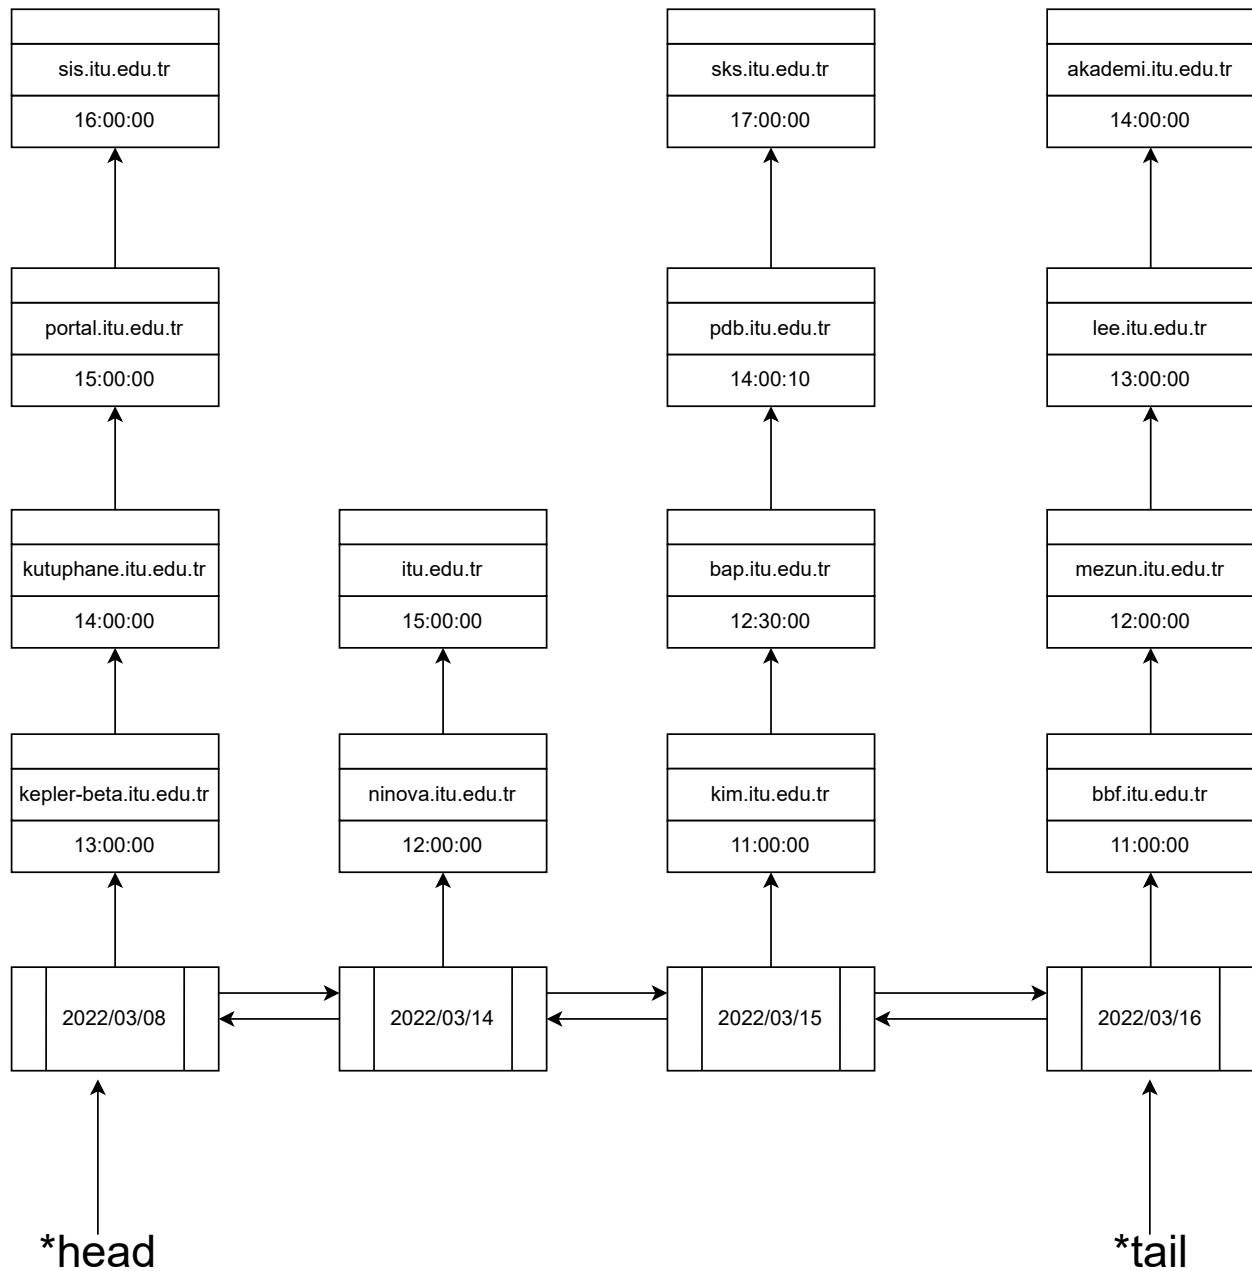 sis.itu.edu.tr
16:00:00
sks.itu.edu.tr
17:00:00
akademi.itu.edu.tr
14:00:00
portal.itu.edu.tr
15:00:00
pdb.itu.edu.tr
14:00:10
lee.itu.edu.tr
13:00:00
kutuphane.itu.edu.tr
14:00:00
itu.edu.tr
15:00:00
bap.itu.edu.tr
12:30:00
mezun.itu.edu.tr
12:00:00
kepler-beta.itu.edu.tr
13:00:00
ninova.itu.edu.tr
12:00:00
kim.itu.edu.tr
11:00:00
bbf.itu.edu.tr
11:00:00
2022/03/08
2022/03/14
2022/03/15
2022/03/16
*head
*tail